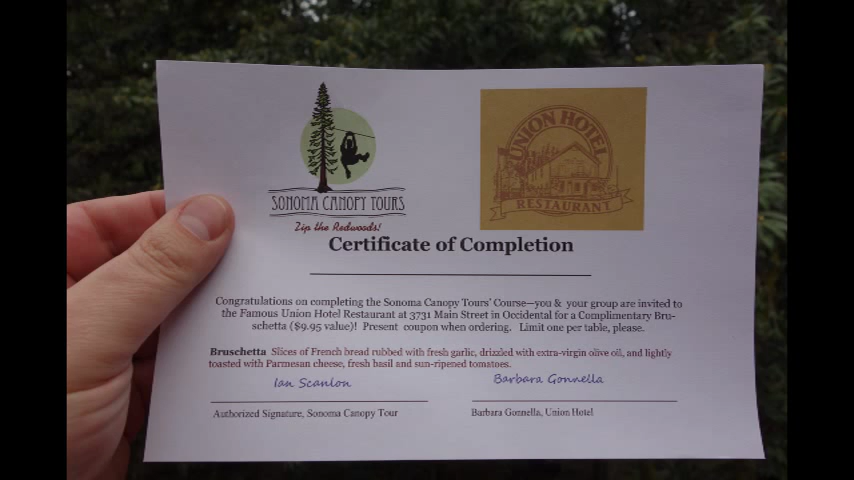 SONOMA CANOPY TOURS
Zip the Redwoods!
UNION HOTEL
RESTAURANT
Certificate of Completion
Congratulations on completing the Sonoma Canopy Tours' Course—you & your group are invited to
the Famous Union Hotel Restaurant at 3731 Main Street in Occidental for a Complimentary Bru-
schetta ($9.95 value)! Present coupon when ordering. Limit one per table, please.
Bruschetta Slices of French bread rubbed with fresh garlic, drizzled with extra-virgin olive oil, and lightly
toasted with Parmesan cheese, fresh basil and sun-ripened tomatoes.
Ian Scanlon
Barbara Gonnella
Authorized Signature, Sonoma Canopy Tour
Barbara Gonnella, Union Hotel